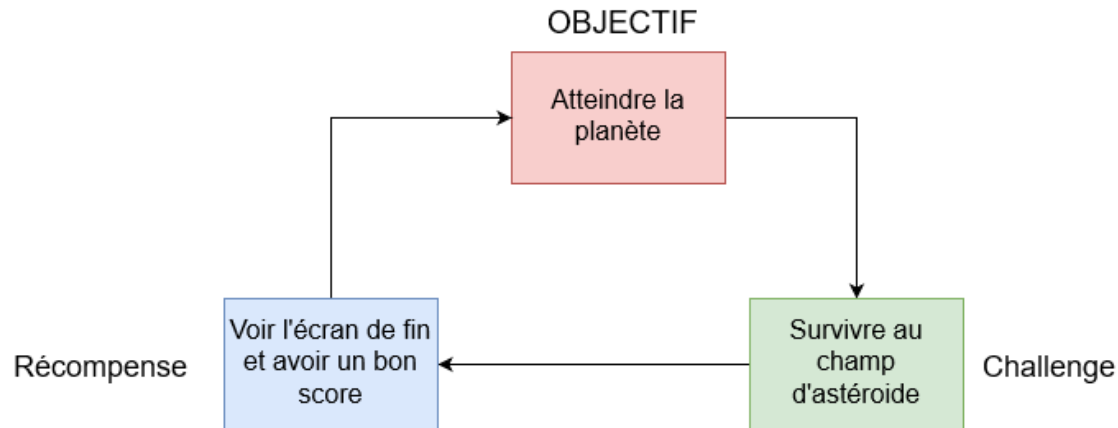 OBJECTIF
Atteindre la
planète
Voir l'écran de fin
et avoir un bon
score
Récompense
Survivre au
champ
d'astéroide
Challenge